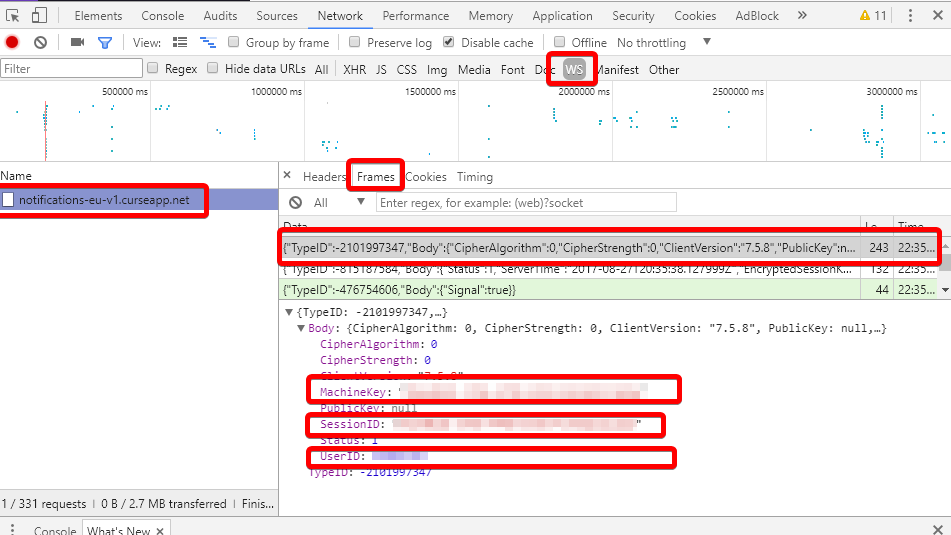 Elements Console Audits Sources Network Performance Memory Application Security Cookies AdBlock » 11
View: Group by frame Preserve log Disable cache Offline No throttling
Filter Regex Hide data URLs All XHR JS CSS Img Media Font Doc WS Manifest Other
500000 ms 1000000 ms 1500000 ms 2000000 ms 2500000 ms 3000000 ms
Name
notifications-eu-v1.curseapp.net
× Headers Frames Cookies Timing
All Enter regex, for example: (web)?socket
Data Le... Time
{"TypeID":-2101997347,"Body":{"CipherAlgorithm":0,"CipherStrength":0,"ClientVersion":"7.5.8","PublicKey":n... 243 22:35...
{"TypeID":-815187584,"Body":{"Status":1,"ServerTime":"2017-08-27T20:35:38.127999Z","EncryptedSessionK... 132 22:35...
{"TypeID":-476754606,"Body":{"Signal":true}} 44 22:35...
▼{TypeID: -2101997347,…}
▼Body: {CipherAlgorithm: 0, CipherStrength: 0, ClientVersion: "7.5.8", PublicKey: null,…}
CipherAlgorithm: 0
CipherStrength: 0
ClientVersion: "7.5.8"
MachineKey: "
PublicKey: null
SessionID: " "
Status: 1
UserID:
TypeID: -2101997347
1 / 331 requests | 0 B / 2.7 MB transferred | Finis...
Console What's New ×